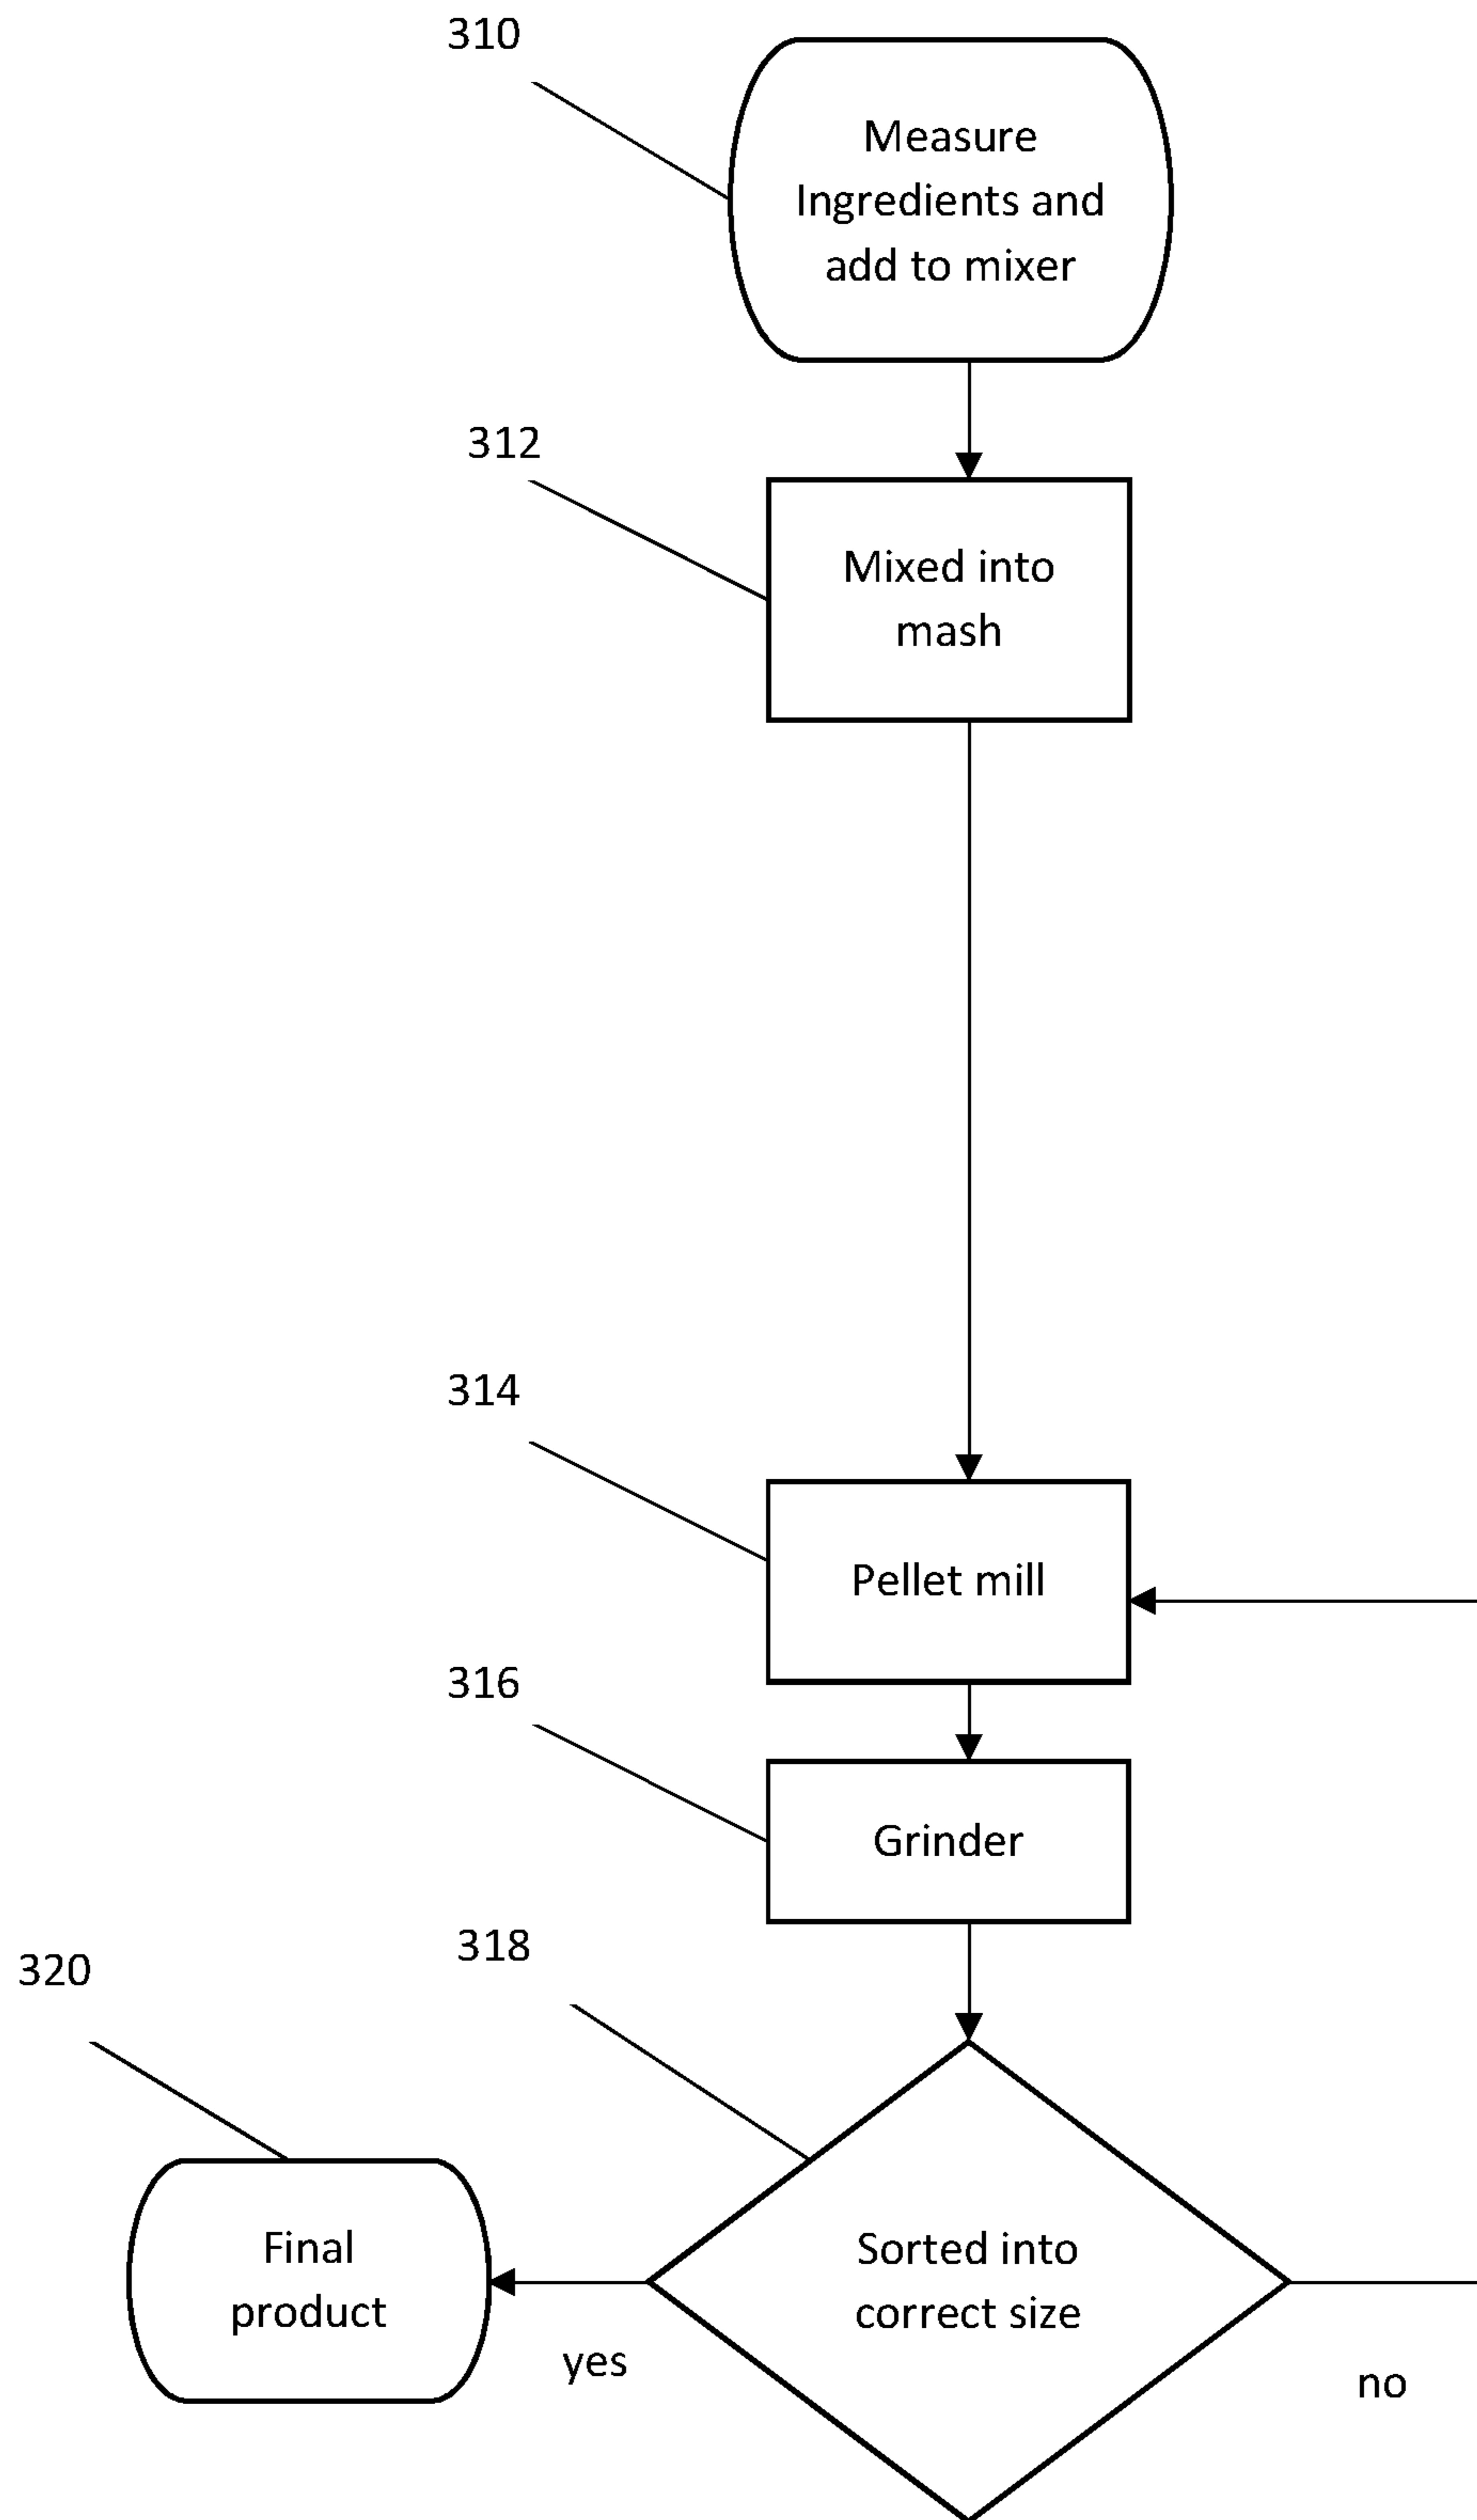 310
Measure
Ingredients and
add to mixer
312
Mixed into
mash
314
Pellet mill
316
Grinder
318
320
Final
product
Sorted into
correct size
yes
no